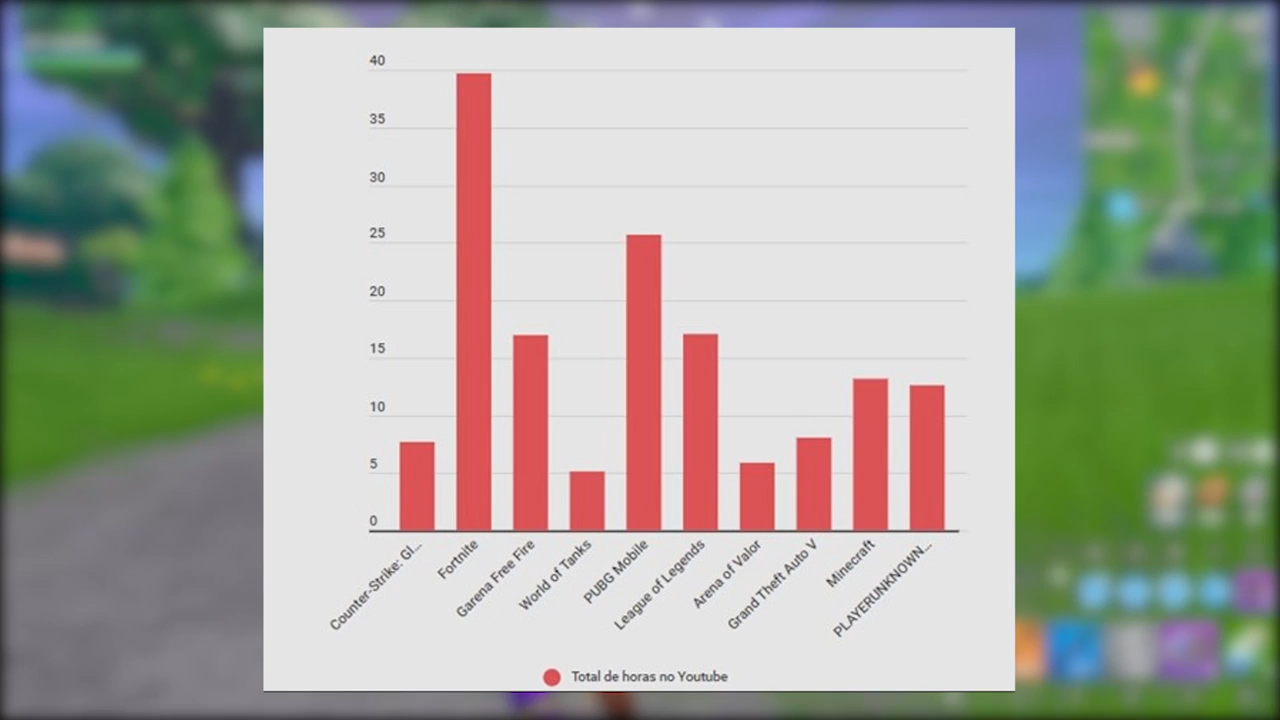 40
35
30
25
20
15
10
5
0
Counter-Strike: Gl...
Fortnite
Garena Free Fire
World of Tanks
PUBG Mobile
League of Legends
Arena of Valor
Grand Theft Auto V
Minecraft
PLAYERUNKNOWN...
Total de horas no Youtube